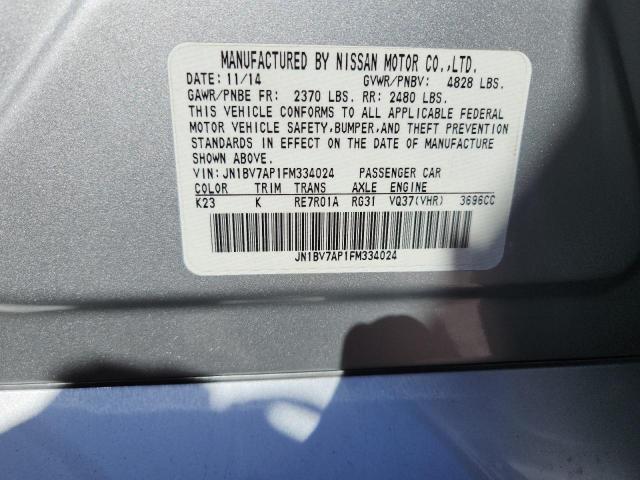 MANUFACTURED BY NISSAN MOTOR CO.,LTD.
DATE: 11/14 GVWR/PNBV: 4828 LBS.
GAWR/PNBE FR: 2370 LBS. RR: 2480 LBS.
THIS VEHICLE CONFORMS TO ALL APPLICABLE FEDERAL
MOTOR VEHICLE SAFETY,BUMPER,AND THEFT PREVENTION
STANDARDS IN EFFECT ON THE DATE OF MANUFACTURE
SHOWN ABOVE.
VIN: JN1BV7AP1FM334024 PASSENGER CAR
COLOR TRIM TRANS AXLE ENGINE
K23 K RE7R01A RG31 VQ37(VHR) 3696CC
JN1BV7AP1FM334024